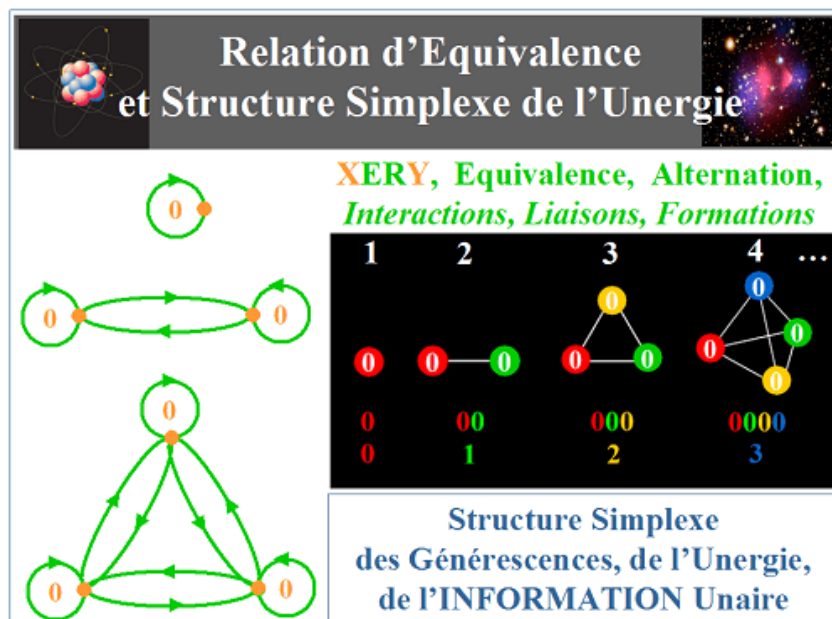 Relation d’Equivalence
et Structure Simplexe de l’Unergie
XERY, Equivalence, Alternation,
Interactions, Liaisons, Formations
0
0 0
0
0 0
1 2 3 4 ...
0
0 0
0 0 0
0 0 0 0
0 00 000 0000
0 1 2 3
Structure Simplexe
des Générescences, de l’Unergie,
de l’INFORMATION Unaire